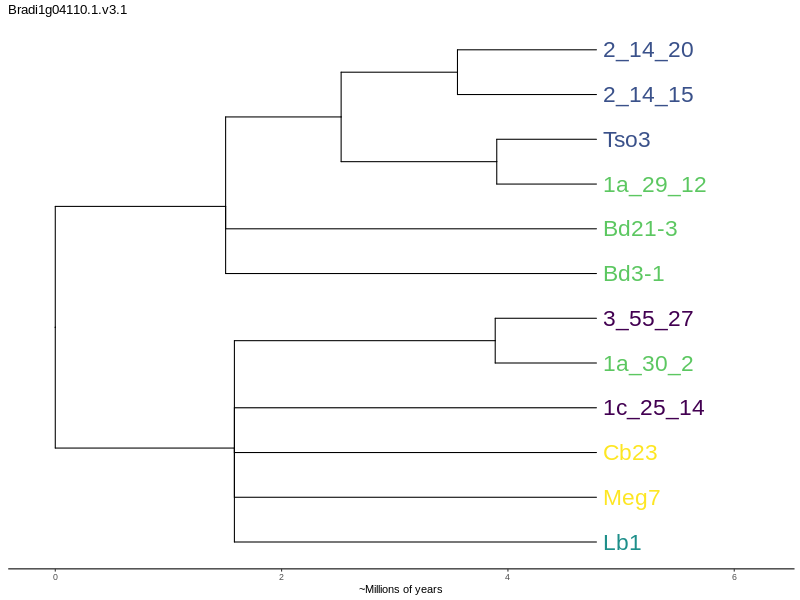 Bradi1g04110.1.v3.1
2_14_20
2_14_15
Tso3
1a_29_12
Bd21-3
Bd3-1
3_55_27
1a_30_2
1c_25_14
Cb23
Meg7
Lb1
0 2 4 6
~Millions of years